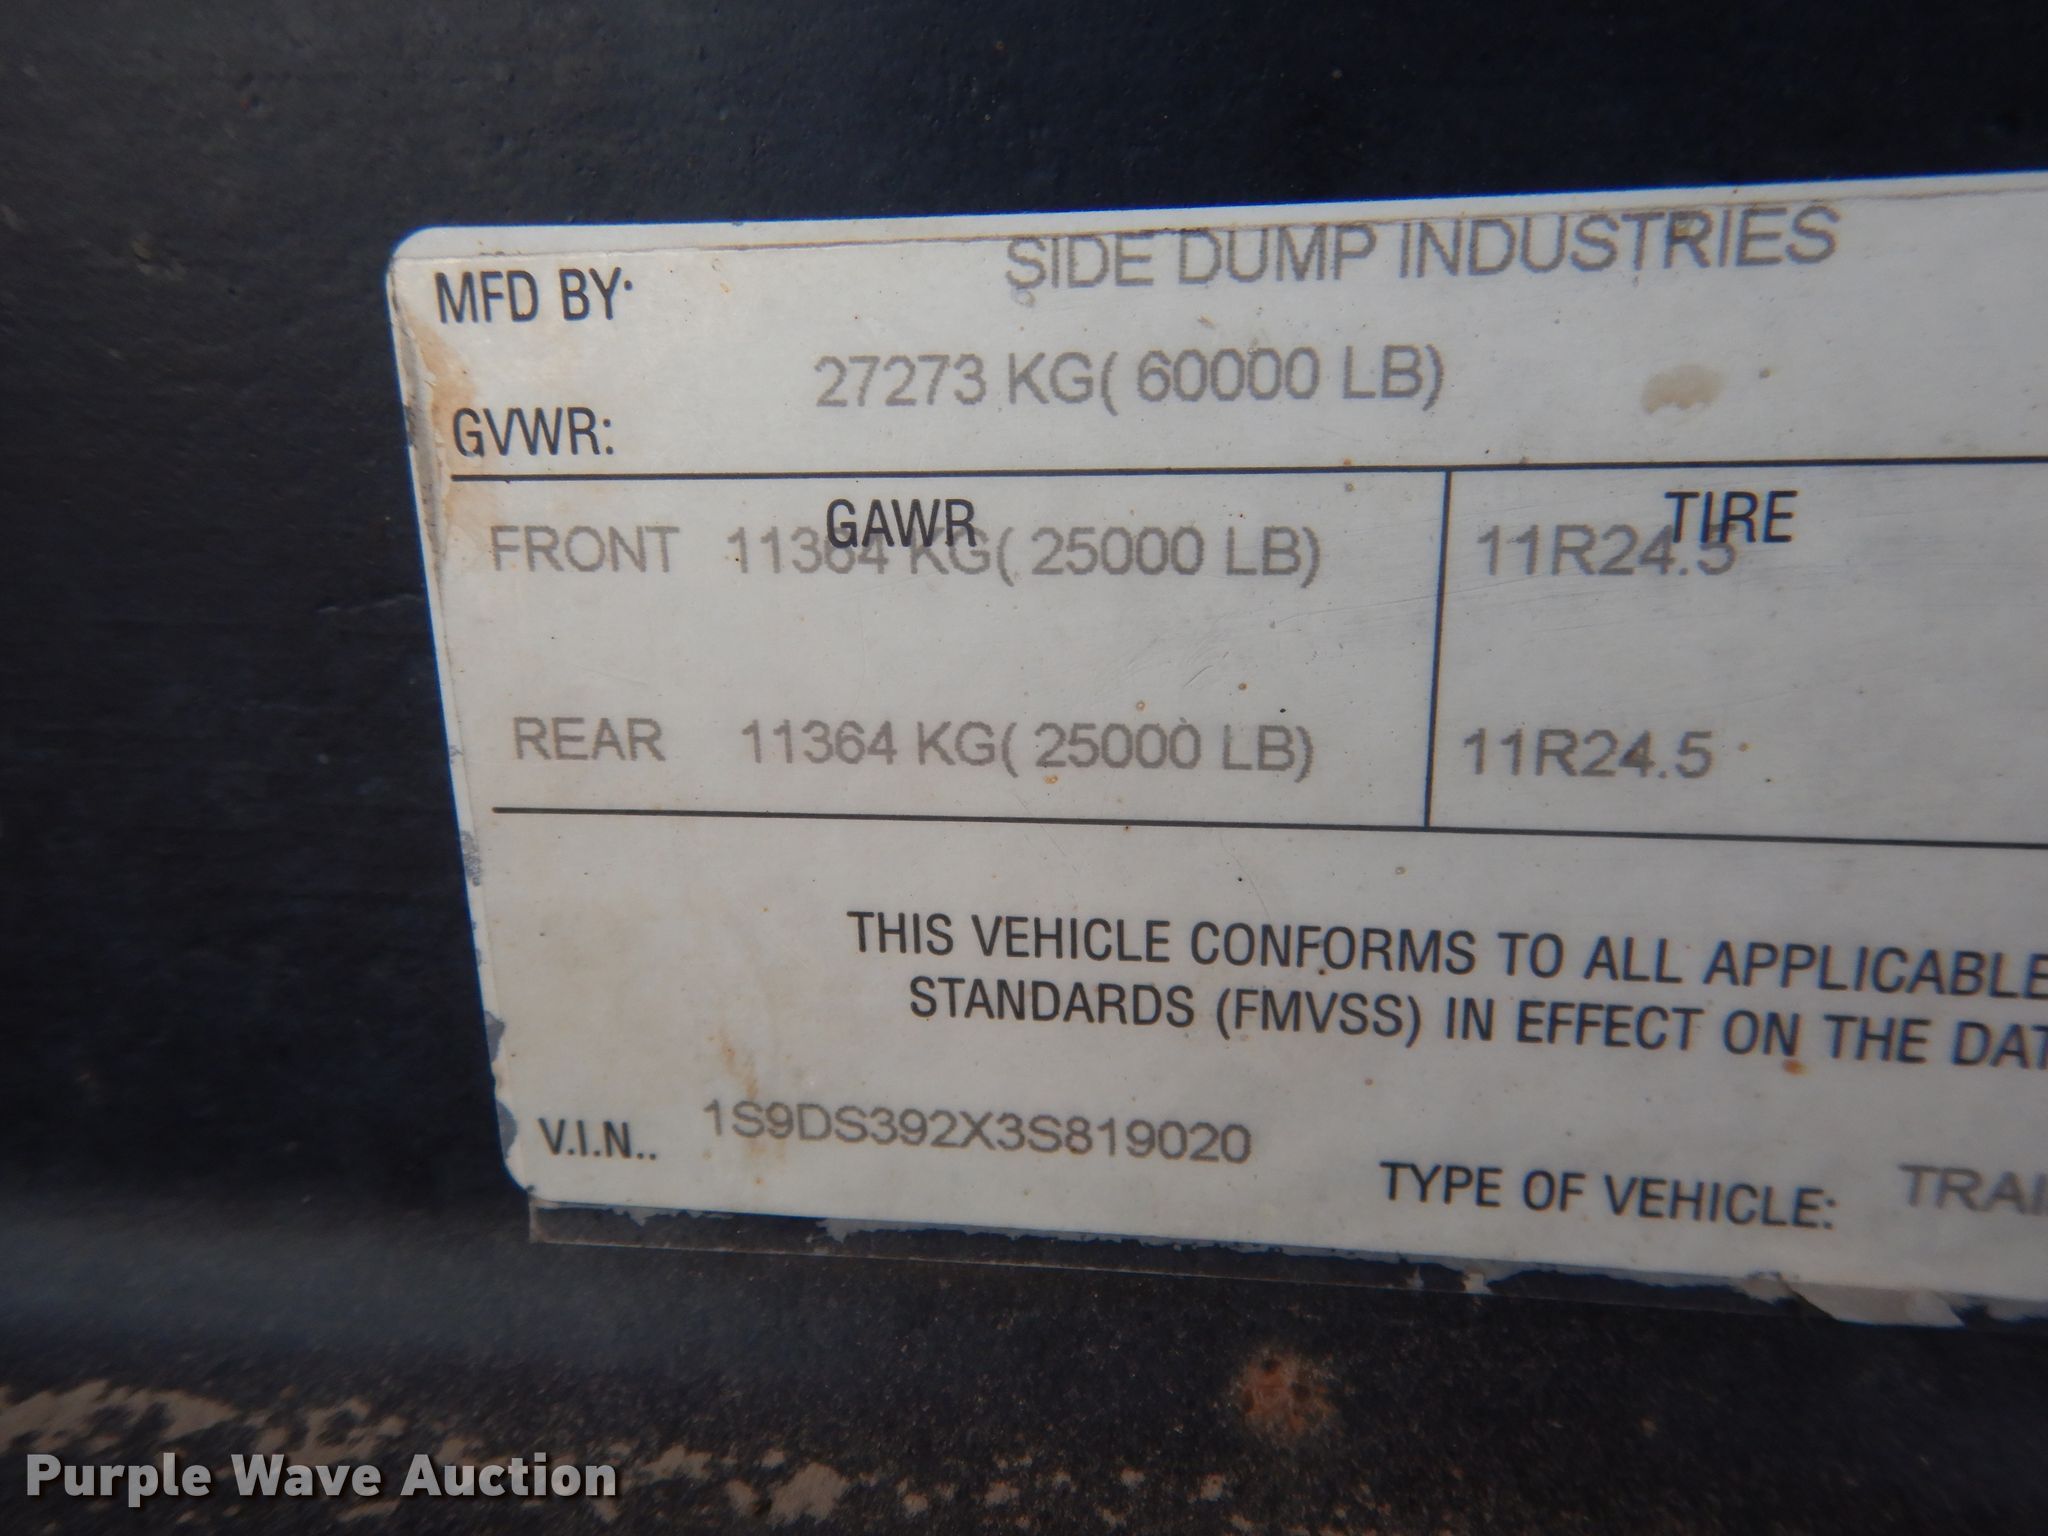 SIDE DUMP INDUSTRIES
MFD BY:
27273 KG( 60000 LB)
GVWR:
GAWR TIRE
FRONT 11364 KG( 25000 LB) 11R24.5
REAR 11364 KG( 25000 LB) 11R24.5
THIS VEHICLE CONFORMS TO ALL APPLICABLE
STANDARDS (FMVSS) IN EFFECT ON THE DAT
V.I.N.. 1S9DS392X3S819020
TYPE OF VEHICLE: TRAI
Purple Wave Auction